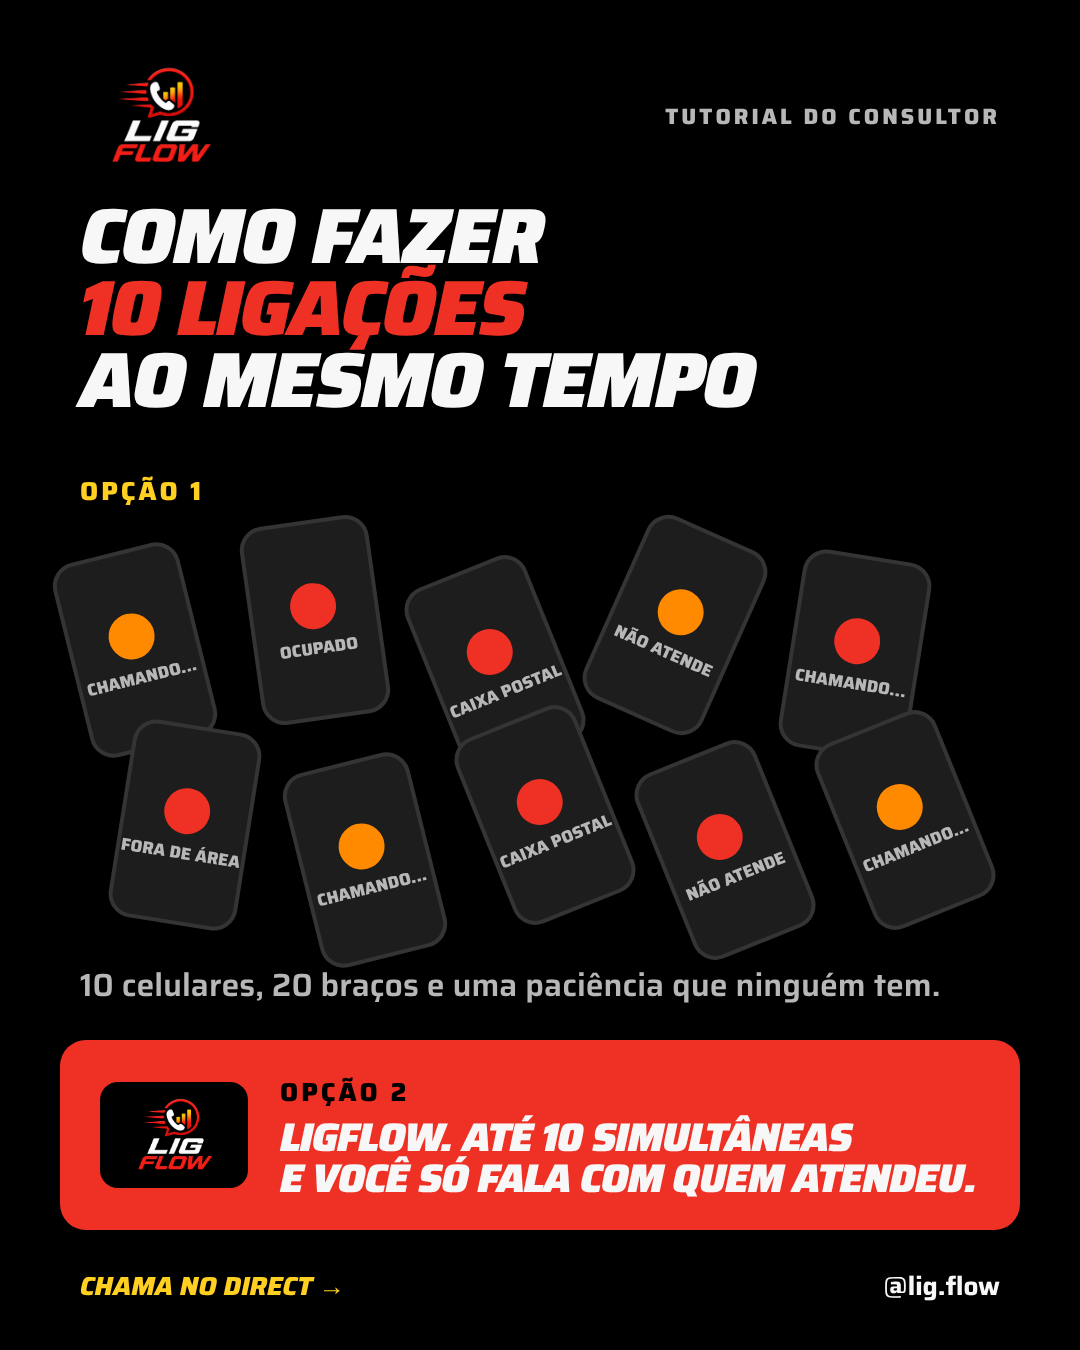 LIG
FLOW
TUTORIAL DO CONSULTOR
COMO FAZER
10 LIGAÇÕES
AO MESMO TEMPO
OPÇÃO 1
CHAMANDO...
OCUPADO
CAIXA POSTAL
NÃO ATENDE
CHAMANDO...
FORA DE ÁREA
CHAMANDO...
CAIXA POSTAL
NÃO ATENDE
CHAMANDO...
10 celulares, 20 braços e uma paciência que ninguém tem.
LIG
FLOW
OPÇÃO 2
LIGFLOW. ATÉ 10 SIMULTÂNEAS
E VOCÊ SÓ FALA COM QUEM ATENDEU.
CHAMA NO DIRECT →
@lig.flow